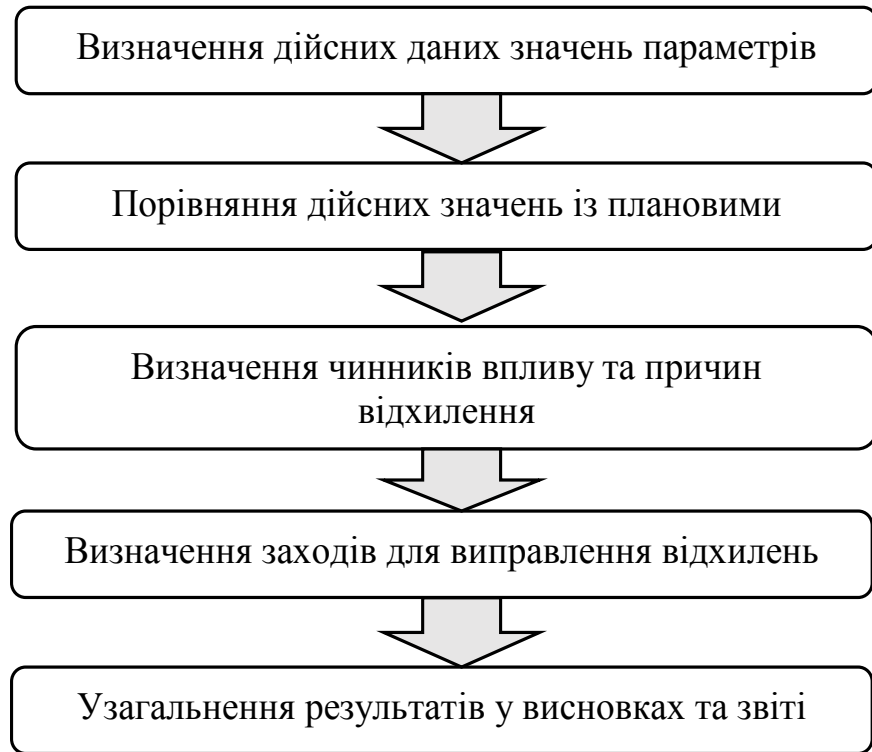 Визначення дійсних даних значень параметрів
Порівняння дійсних значень із плановими
Визначення чинників впливу та причин
відхилення
Визначення заходів для виправлення відхилень
Узагальнення результатів у висновках та звіті